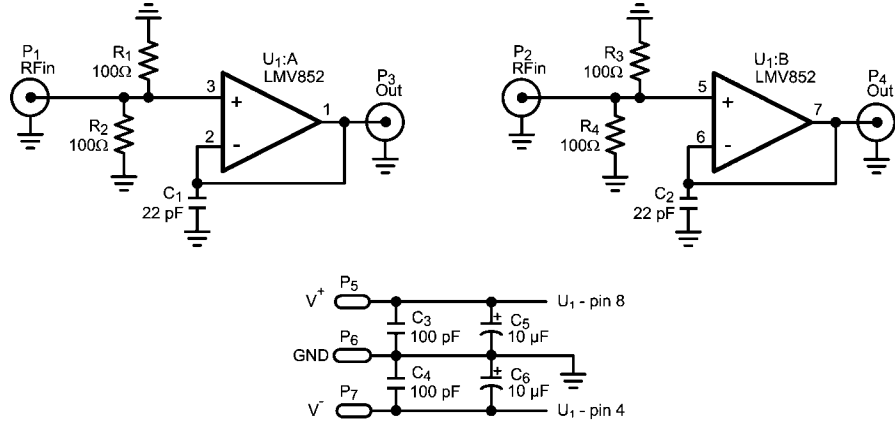 P1
RFin
R1
100Ω
R2
100Ω
3
+
2
-
U1:A
LMV852
1
P3
Out
C1
22 pF
P2
RFin
R3
100Ω
R4
100Ω
5
+
6
-
U1:B
LMV852
7
P4
Out
C2
22 pF
V+
P5
U1 - pin 8
C3
100 pF
+
C5
10 µF
GND
P6
C4
100 pF
+
C6
10 µF
V-
P7
U1 - pin 4